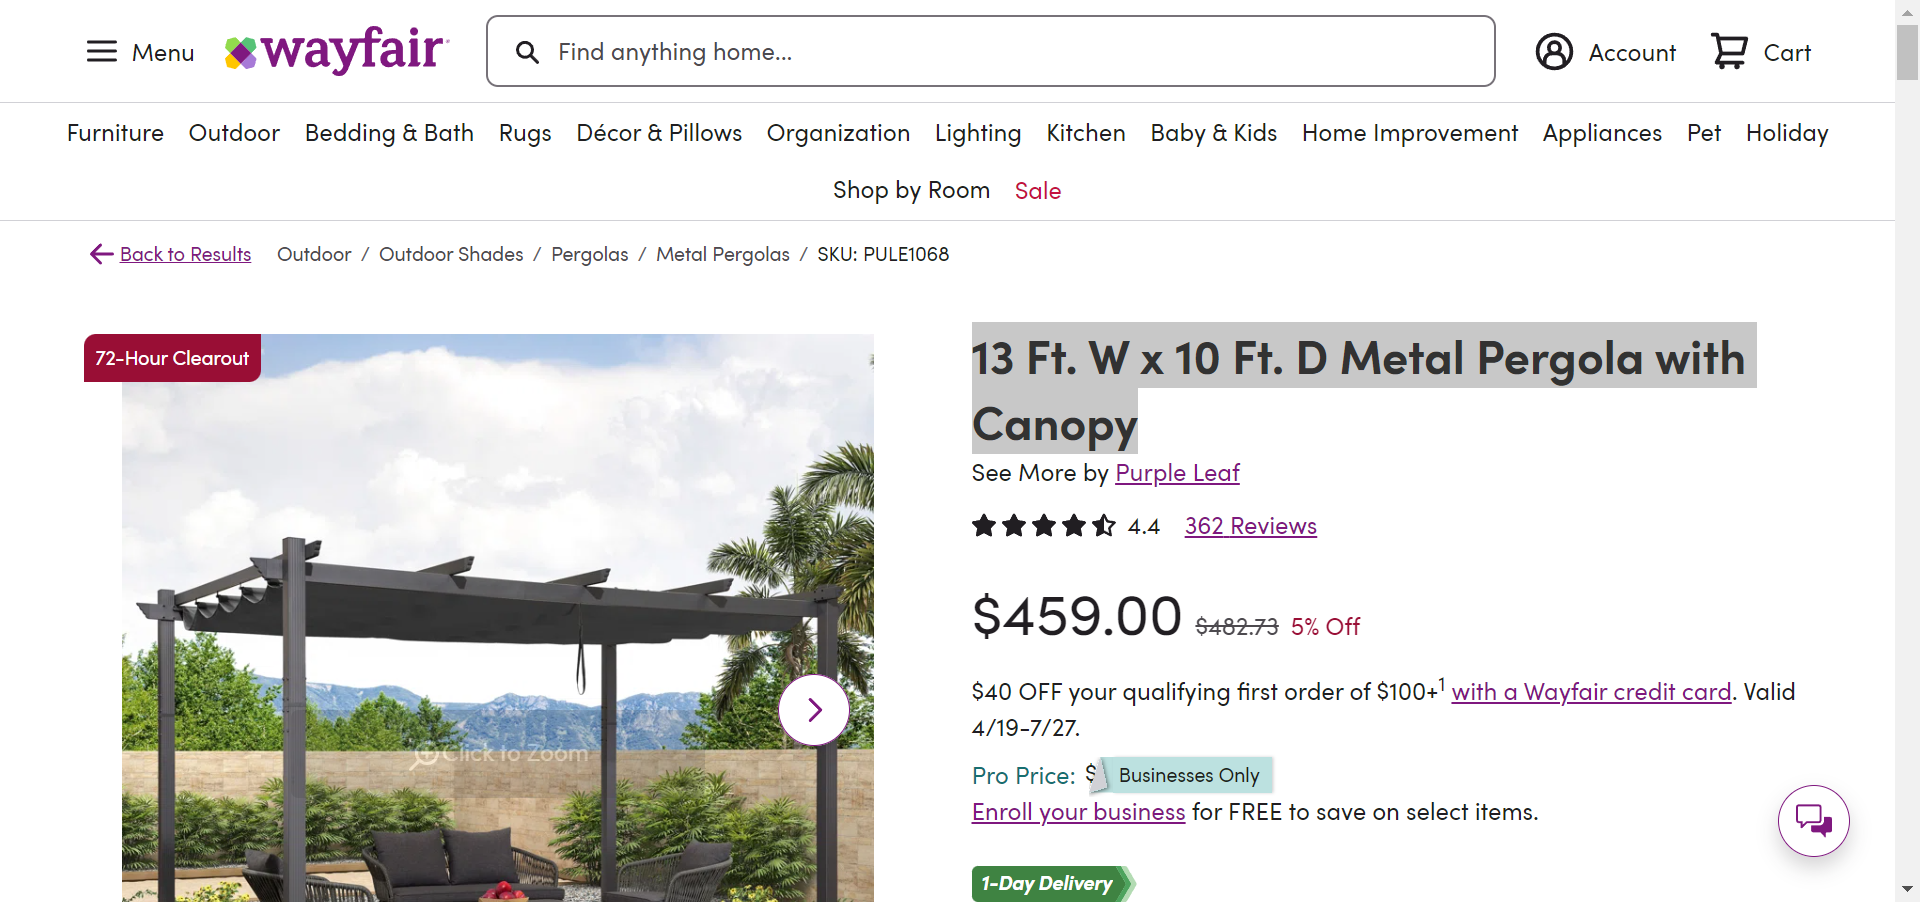 Menu
wayfair
Find anything home...
Account
Cart
Furniture Outdoor Bedding & Bath Rugs Décor & Pillows Organization Lighting Kitchen Baby & Kids Home Improvement Appliances Pet Holiday
Shop by Room Sale
Back to Results Outdoor / Outdoor Shades / Pergolas / Metal Pergolas / SKU: PULE1068
72-Hour Clearout
Click to Zoom
13 Ft. W x 10 Ft. D Metal Pergola with
Canopy
See More by Purple Leaf
4.4 362 Reviews
$459.00 $482.73 5% Off
$40 OFF your qualifying first order of $100+1 with a Wayfair credit card. Valid
4/19-7/27.
Pro Price: $ Businesses Only
Enroll your business for FREE to save on select items.
1-Day Delivery